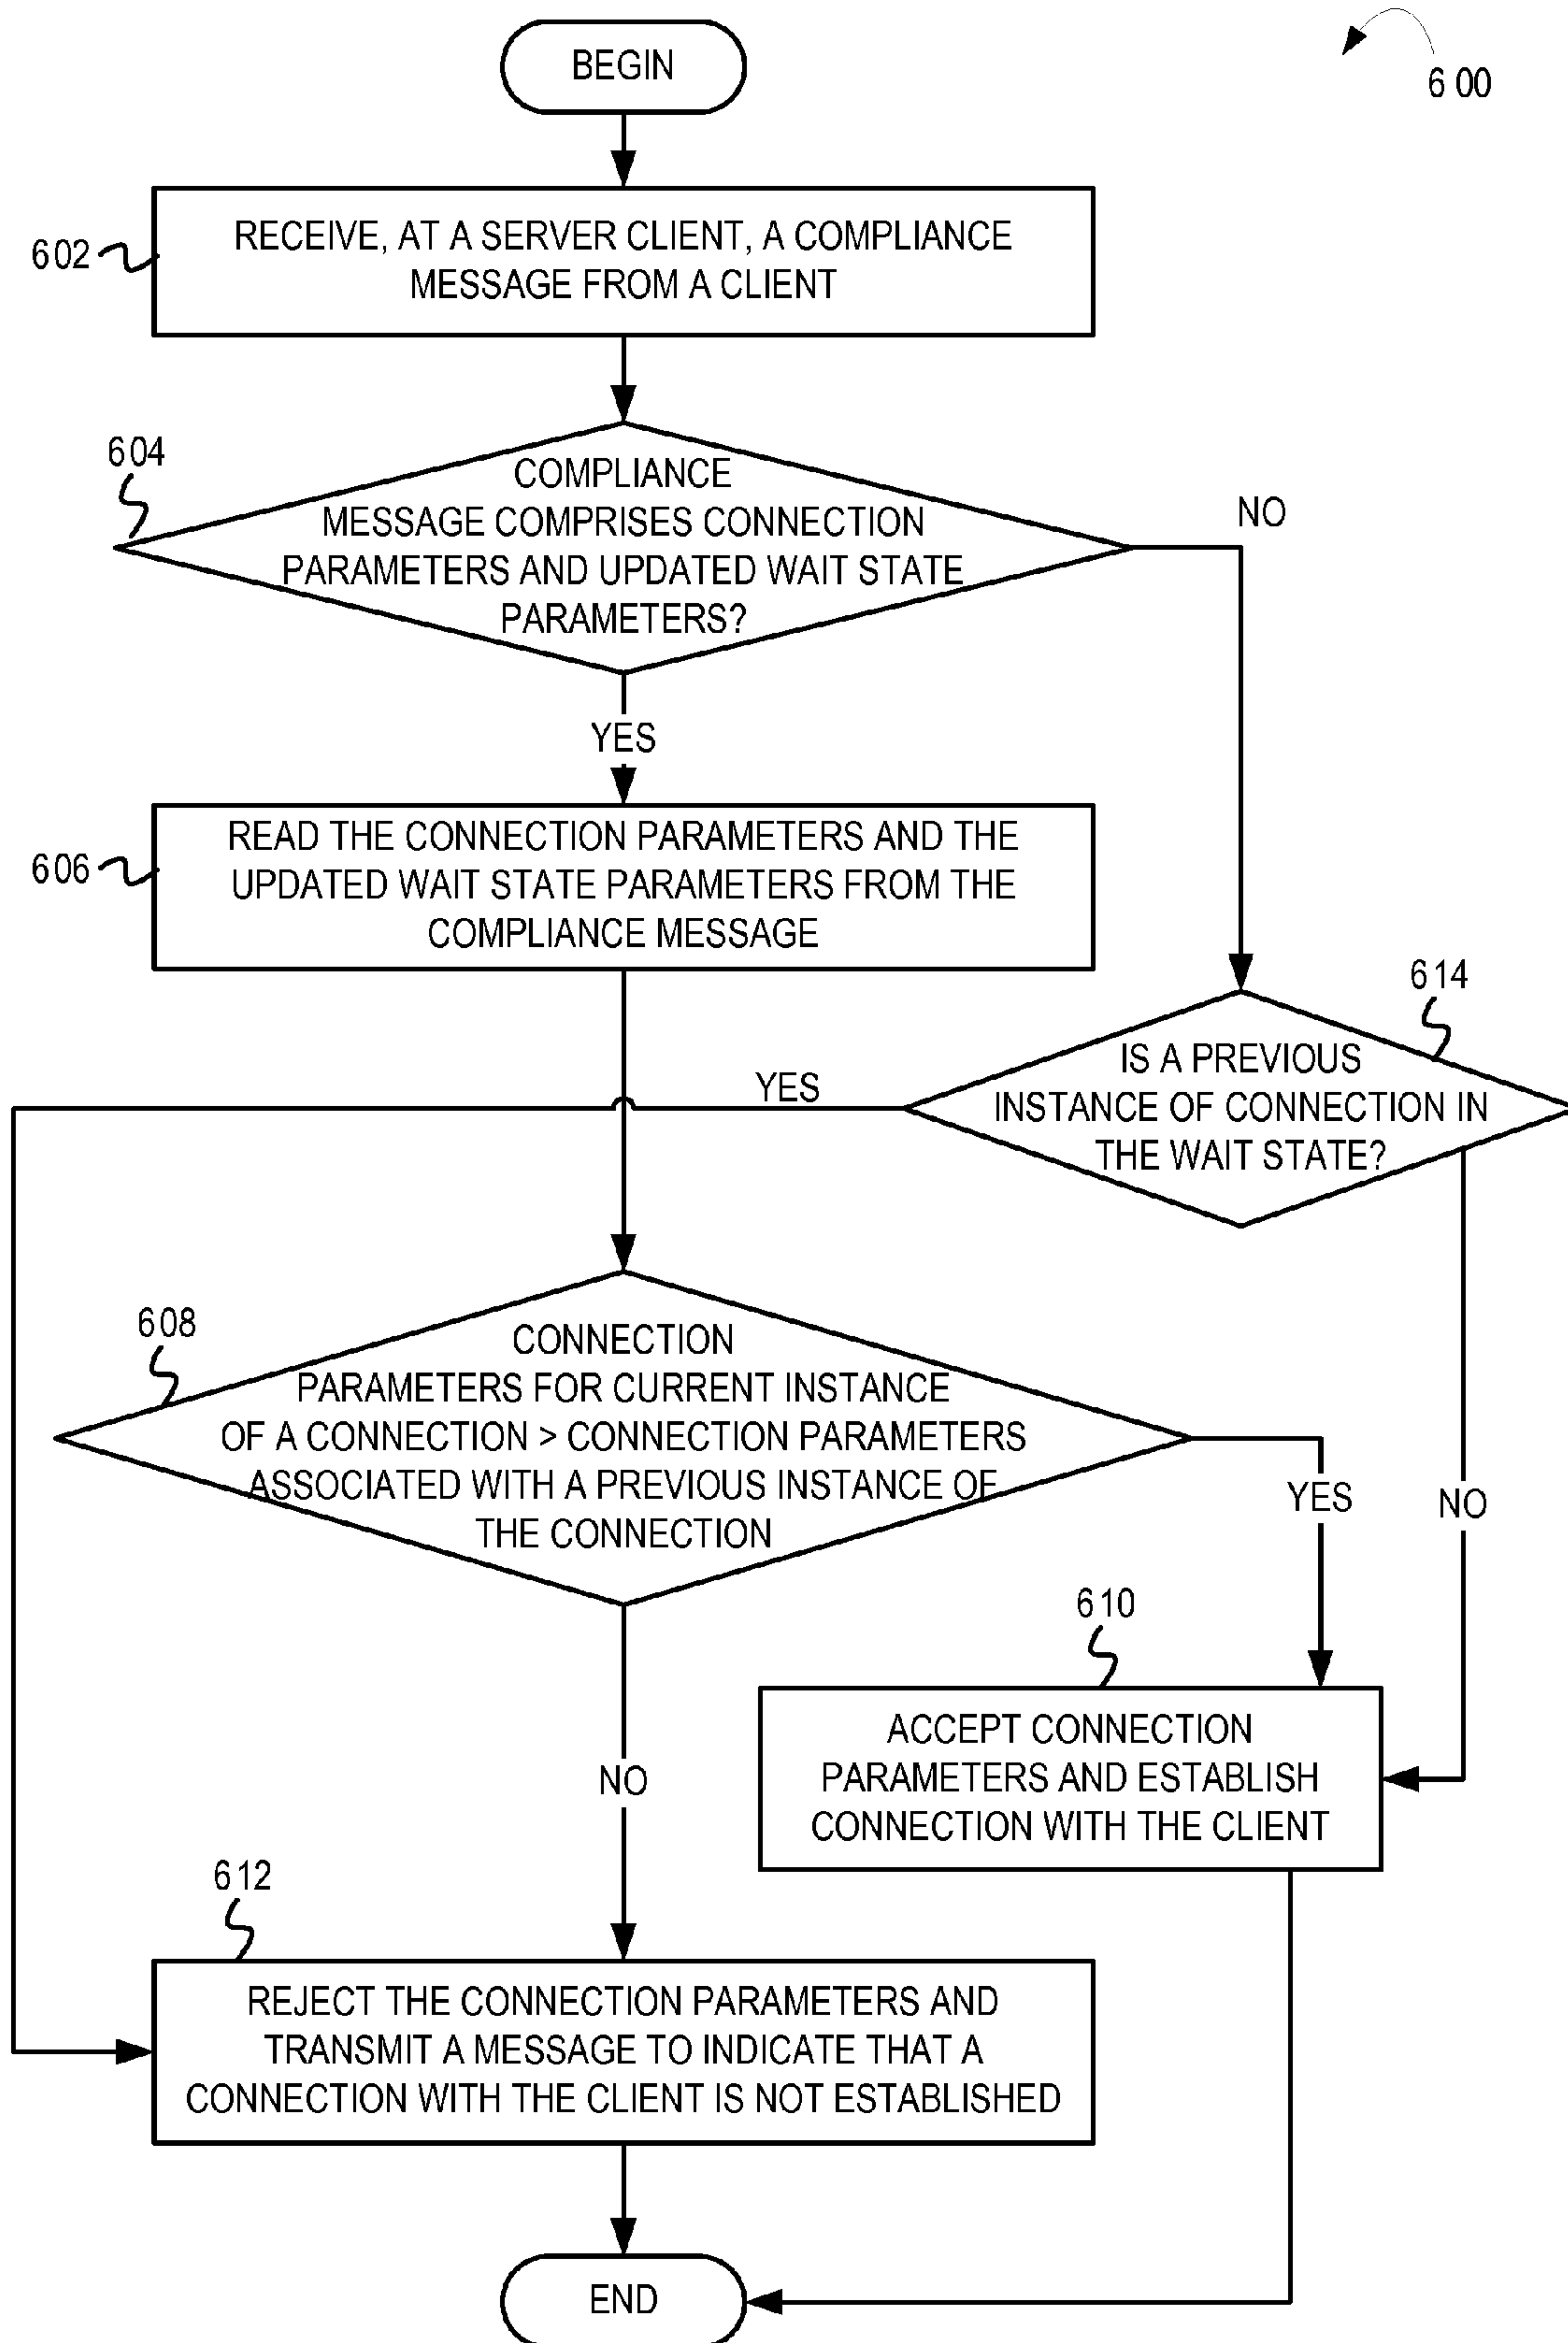 BEGIN
6 00
602
RECEIVE, AT A SERVER CLIENT, A COMPLIANCE
MESSAGE FROM A CLIENT
604
COMPLIANCE
MESSAGE COMPRISES CONNECTION
PARAMETERS AND UPDATED WAIT STATE
PARAMETERS?
NO
YES
606
READ THE CONNECTION PARAMETERS AND THE
UPDATED WAIT STATE PARAMETERS FROM THE
COMPLIANCE MESSAGE
614
IS A PREVIOUS
INSTANCE OF CONNECTION IN
THE WAIT STATE?
YES
608
CONNECTION
PARAMETERS FOR CURRENT INSTANCE
OF A CONNECTION > CONNECTION PARAMETERS
ASSOCIATED WITH A PREVIOUS INSTANCE OF
THE CONNECTION
YES
NO
610
ACCEPT CONNECTION
PARAMETERS AND ESTABLISH
CONNECTION WITH THE CLIENT
NO
612
REJECT THE CONNECTION PARAMETERS AND
TRANSMIT A MESSAGE TO INDICATE THAT A
CONNECTION WITH THE CLIENT IS NOT ESTABLISHED
END